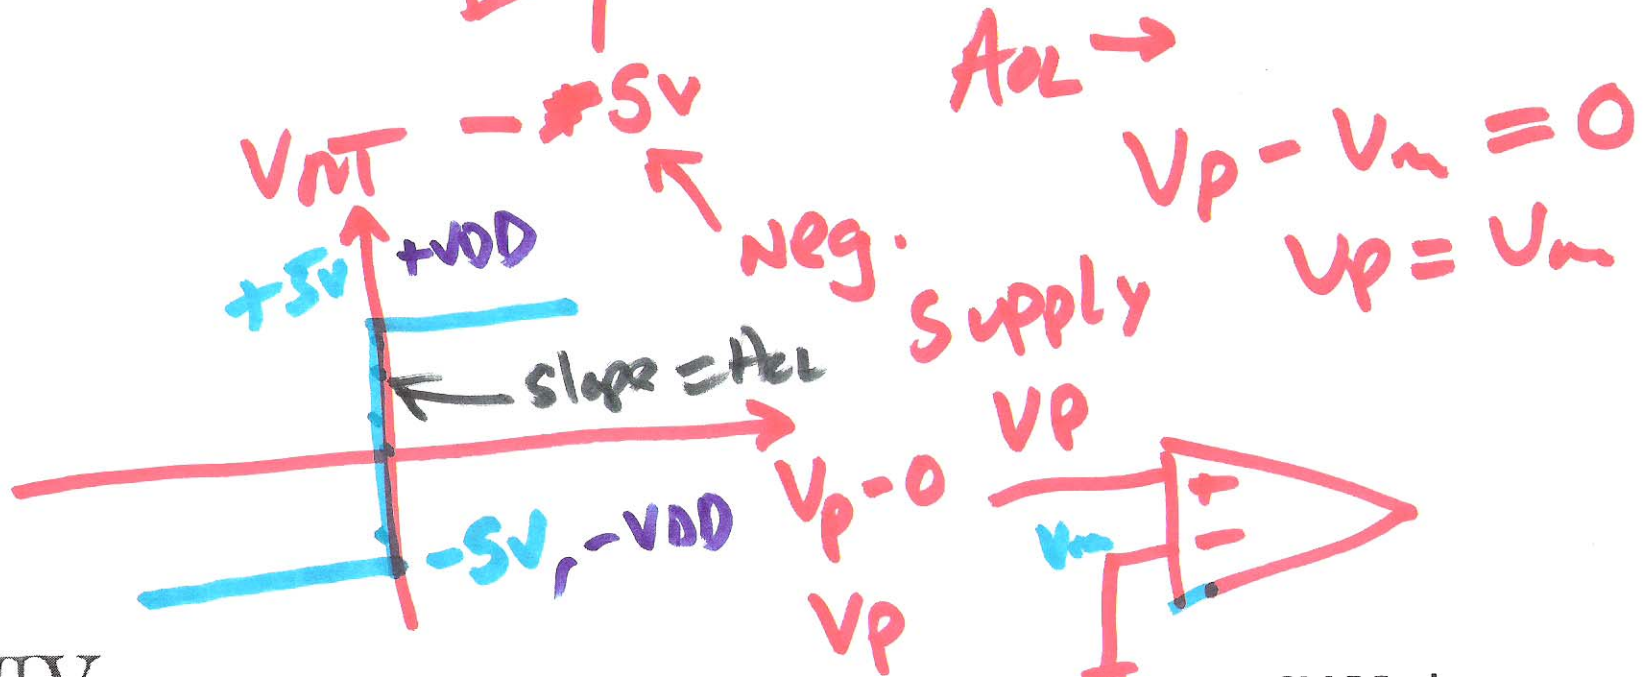 AOL →
- 5V
VOUT
Vp - Vm = 0
Vp = Vm
Neg.
Supply
+VDD
+5V
slope = AOL
Vp
Vp - 0
+
Vm
-
-5V, -VDD
Vp